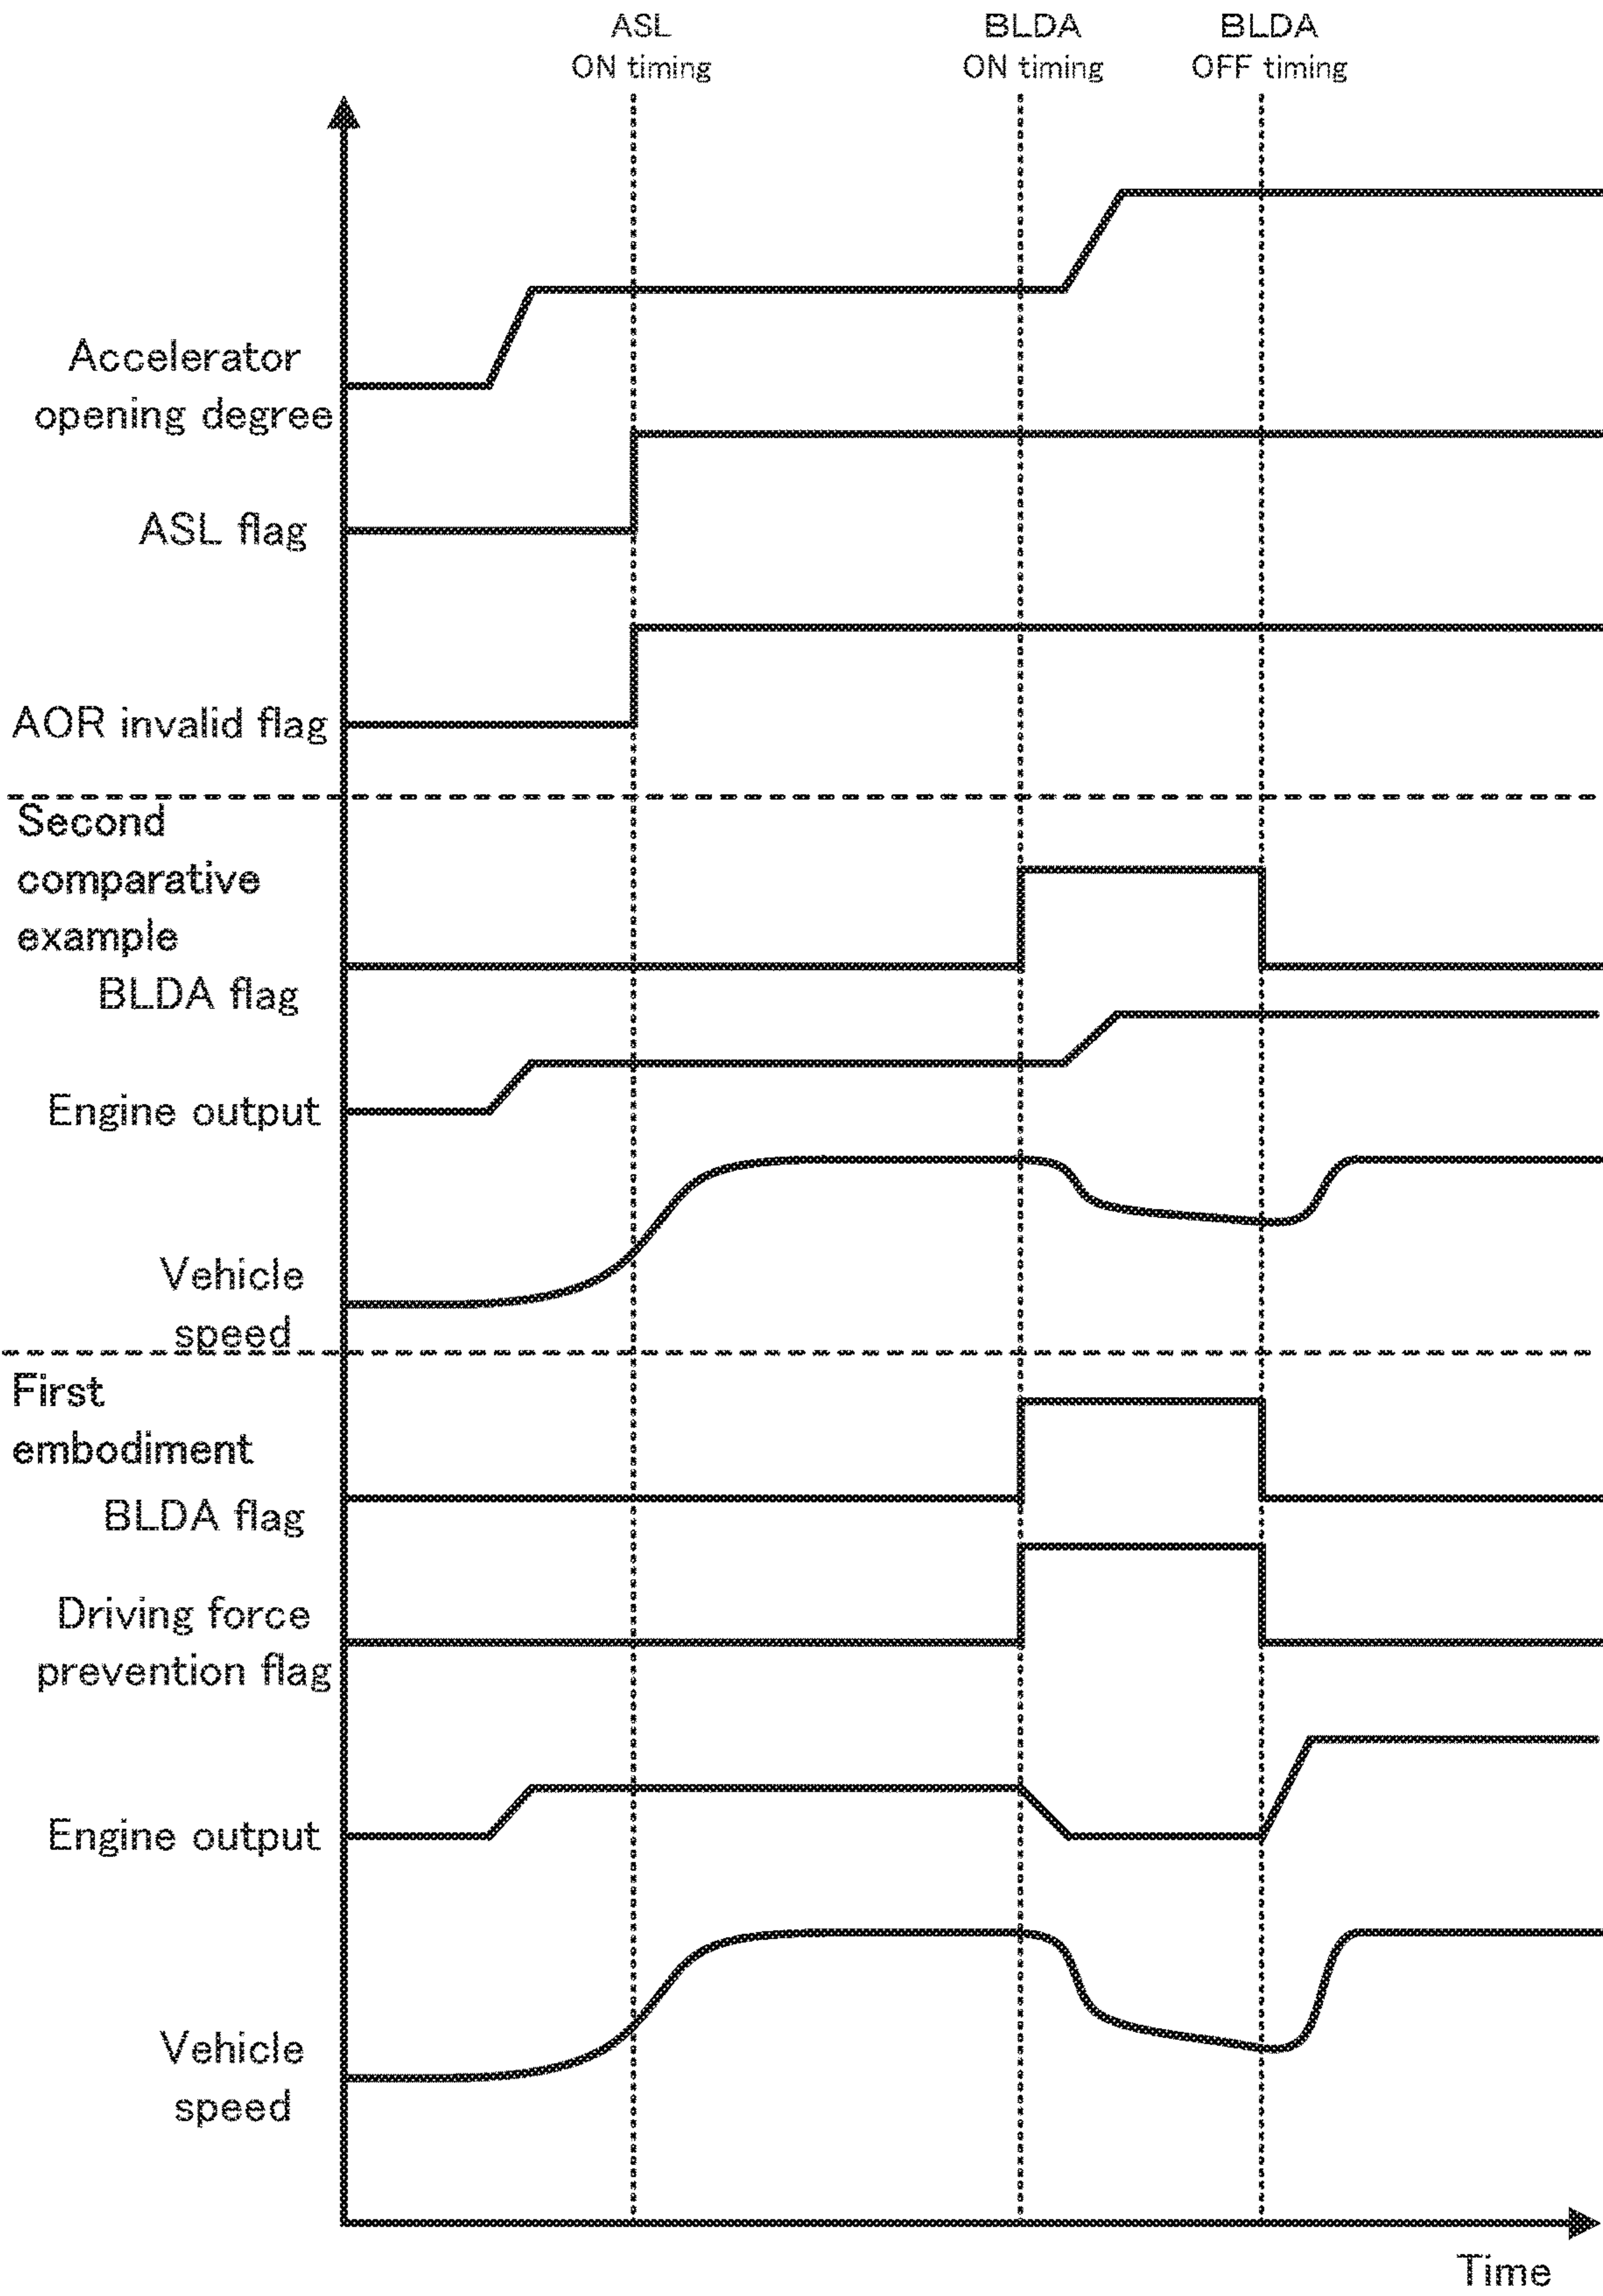 ASL
ON timing
BLDA
ON timing
BLDA
OFF timing
Accelerator
opening degree
ASL flag
AOR invalid flag
Second
comparative
example
BLDA flag
Engine output
Vehicle
speed
First
embodiment
BLDA flag
Driving force
prevention flag
Engine output
Vehicle
speed
Time